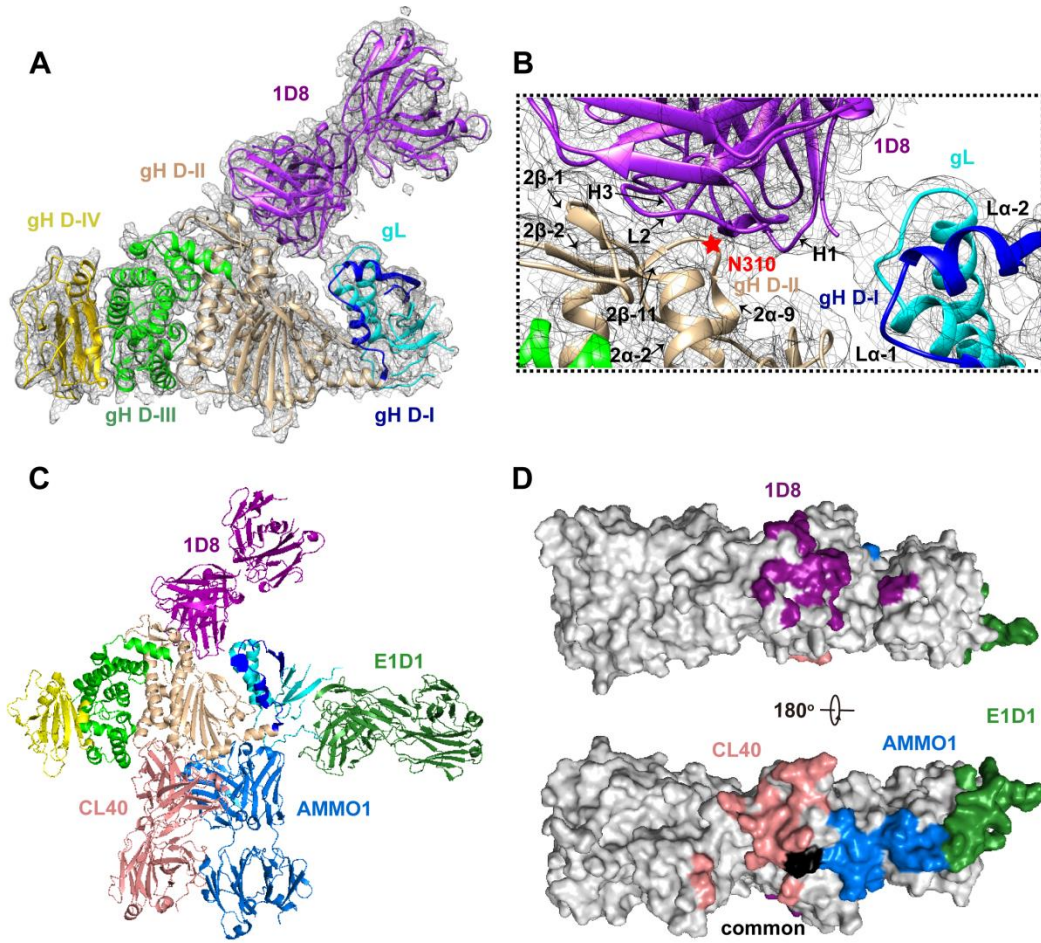 A
1D8
gH D-II
gH D-IV
gL
gH D-III
gH D-I
B
1D8
gL
2β-1
H3
Lα-2
2β-2
L2
H1
N310
gH D-II
gH D-I
2β-11
2α-9
2α-2
Lα-1
C
1D8
E1D1
CL40
AMMO1
D
1D8
180°
E1D1
CL40
AMMO1
common